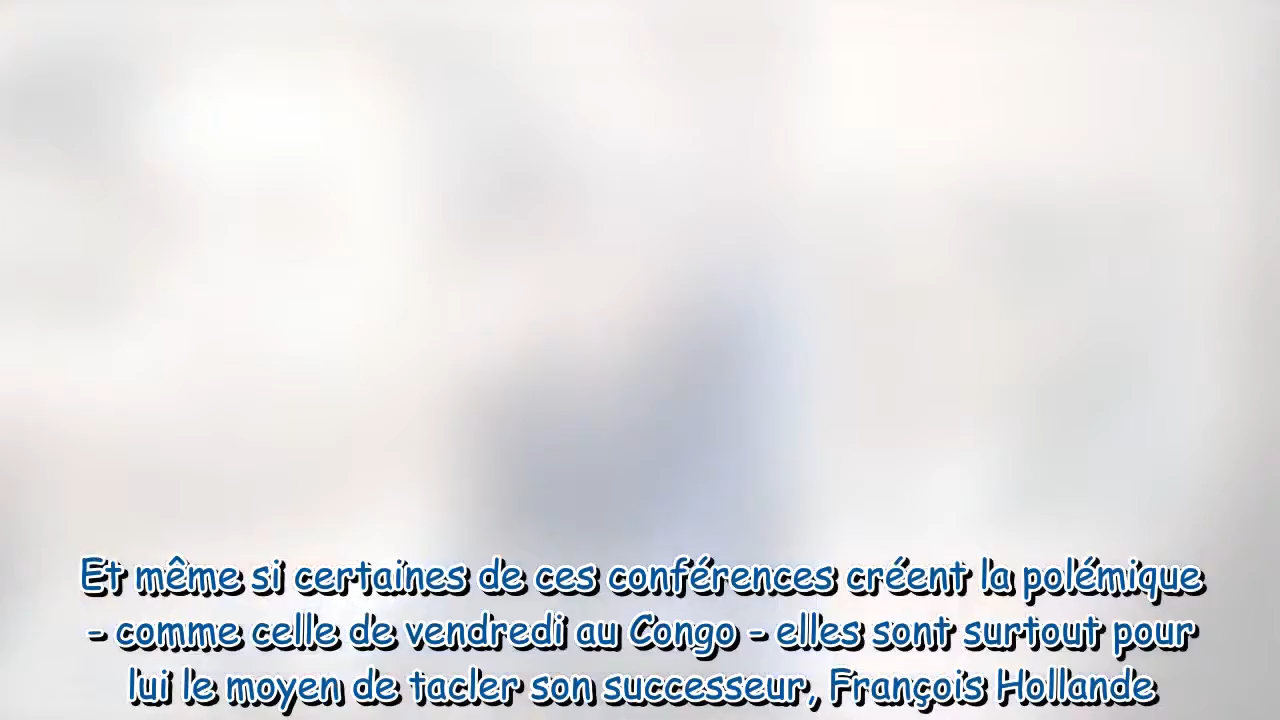 Et même si certaines de ces conférences créent la polémique
- comme celle de vendredi au Congo - elles sont surtout pour
lui le moyen de tacler son successeur, François Hollande